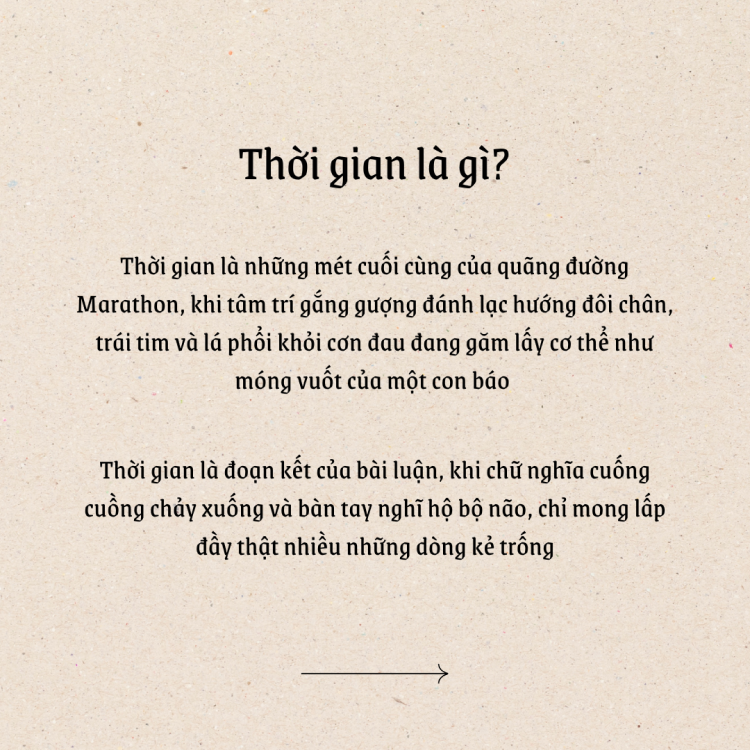 Thời gian là gì?
Thời gian là những mét cuối cùng của quãng đường
Marathon, khi tâm trí gắng gượng đánh lạc hướng đôi chân,
trái tim và lá phổi khỏi cơn đau đang găm lấy cơ thể như
móng vuốt của một con báo
Thời gian là đoạn kết của bài luận, khi chữ nghĩa cuống
cuồng chảy xuống và bàn tay nghĩ hộ bộ não, chỉ mong lấp
đầy thật nhiều những dòng kẻ trống